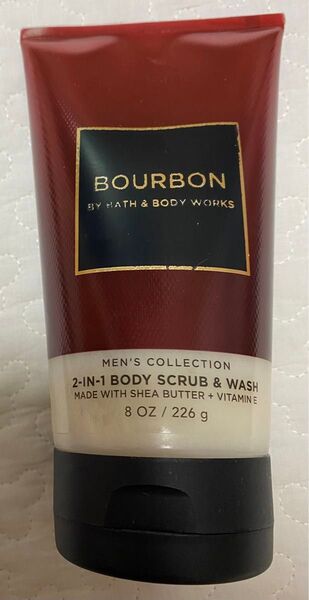 BOURBON
BY BATH & BODY WORKS
MEN'S COLLECTION
2-IN-1 BODY SCRUB & WASH
MADE WITH SHEA BUTTER + VITAMIN E
8 OZ / 226 g